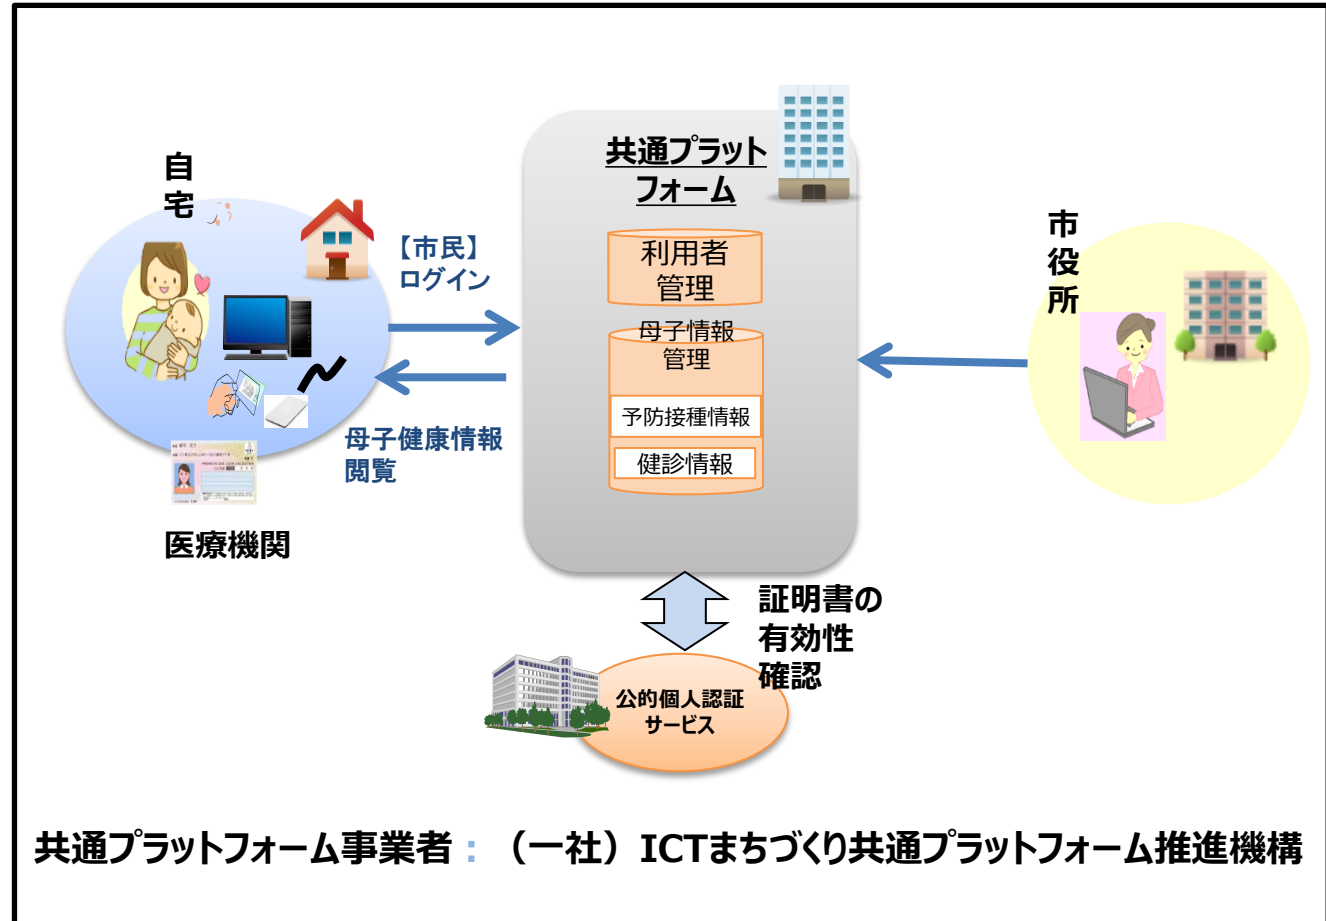 共通プラット
フォーム
自
宅
【市民】
ログイン
利用者
管理
母子情報
管理
予防接種情報
健診情報
母子健康情報
閲覧
医療機関
市
役
所
証明書の
有効性
確認
公的個人認証
サービス
共通プラットフォーム事業者：（一社）ICTまちづくり共通プラットフォーム推進機構